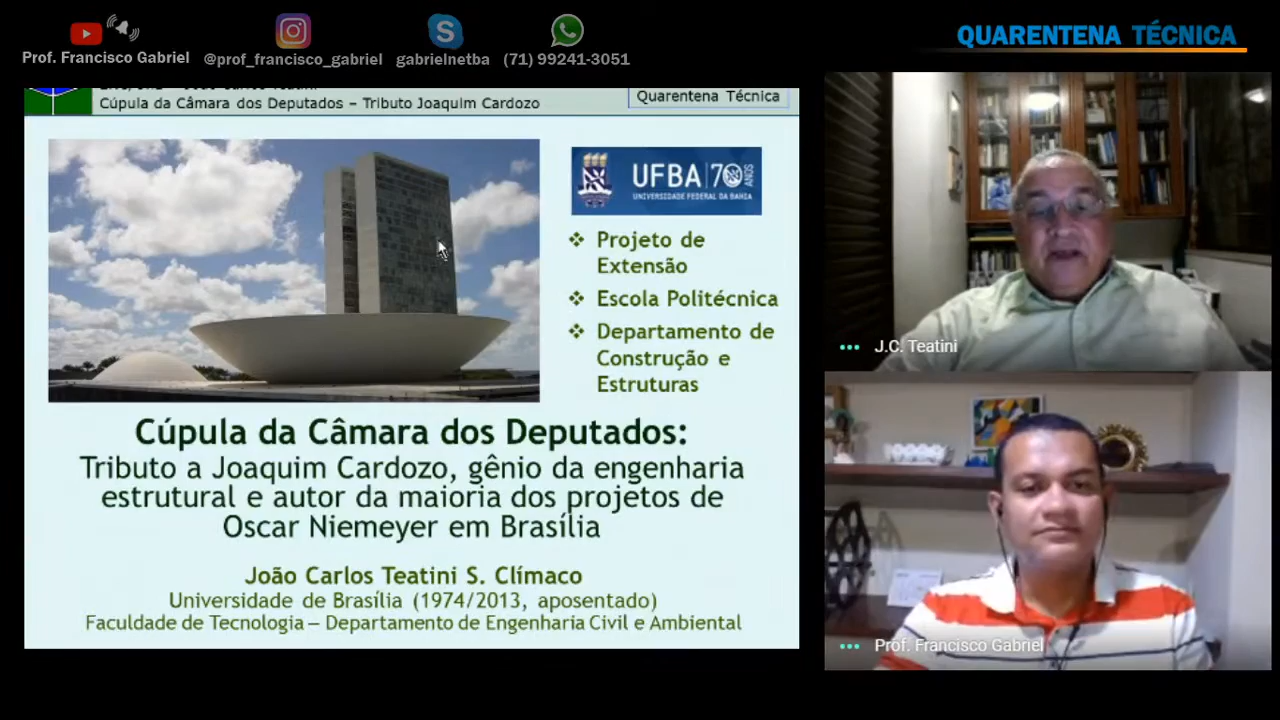 Prof. Francisco Gabriel
@prof_francisco_gabriel
gabrielnetba
(71) 99241-3051
QUARENTENA TÉCNICA
Cúpula da Câmara dos Deputados – Tributo Joaquim Cardozo
Quarentena Técnica
UFBA 70 ANOS
UNIVERSIDADE FEDERAL DA BAHIA
Projeto de
Extensão
Escola Politécnica
Departamento de
Construção e
Estruturas
Cúpula da Câmara dos Deputados:
Tributo a Joaquim Cardozo, gênio da engenharia
estrutural e autor da maioria dos projetos de
Oscar Niemeyer em Brasília
João Carlos Teatini S. Clímaco
Universidade de Brasília (1974/2013, aposentado)
Faculdade de Tecnologia – Departamento de Engenharia Civil e Ambiental
J.C. Teatini
Prof. Francisco Gabriel